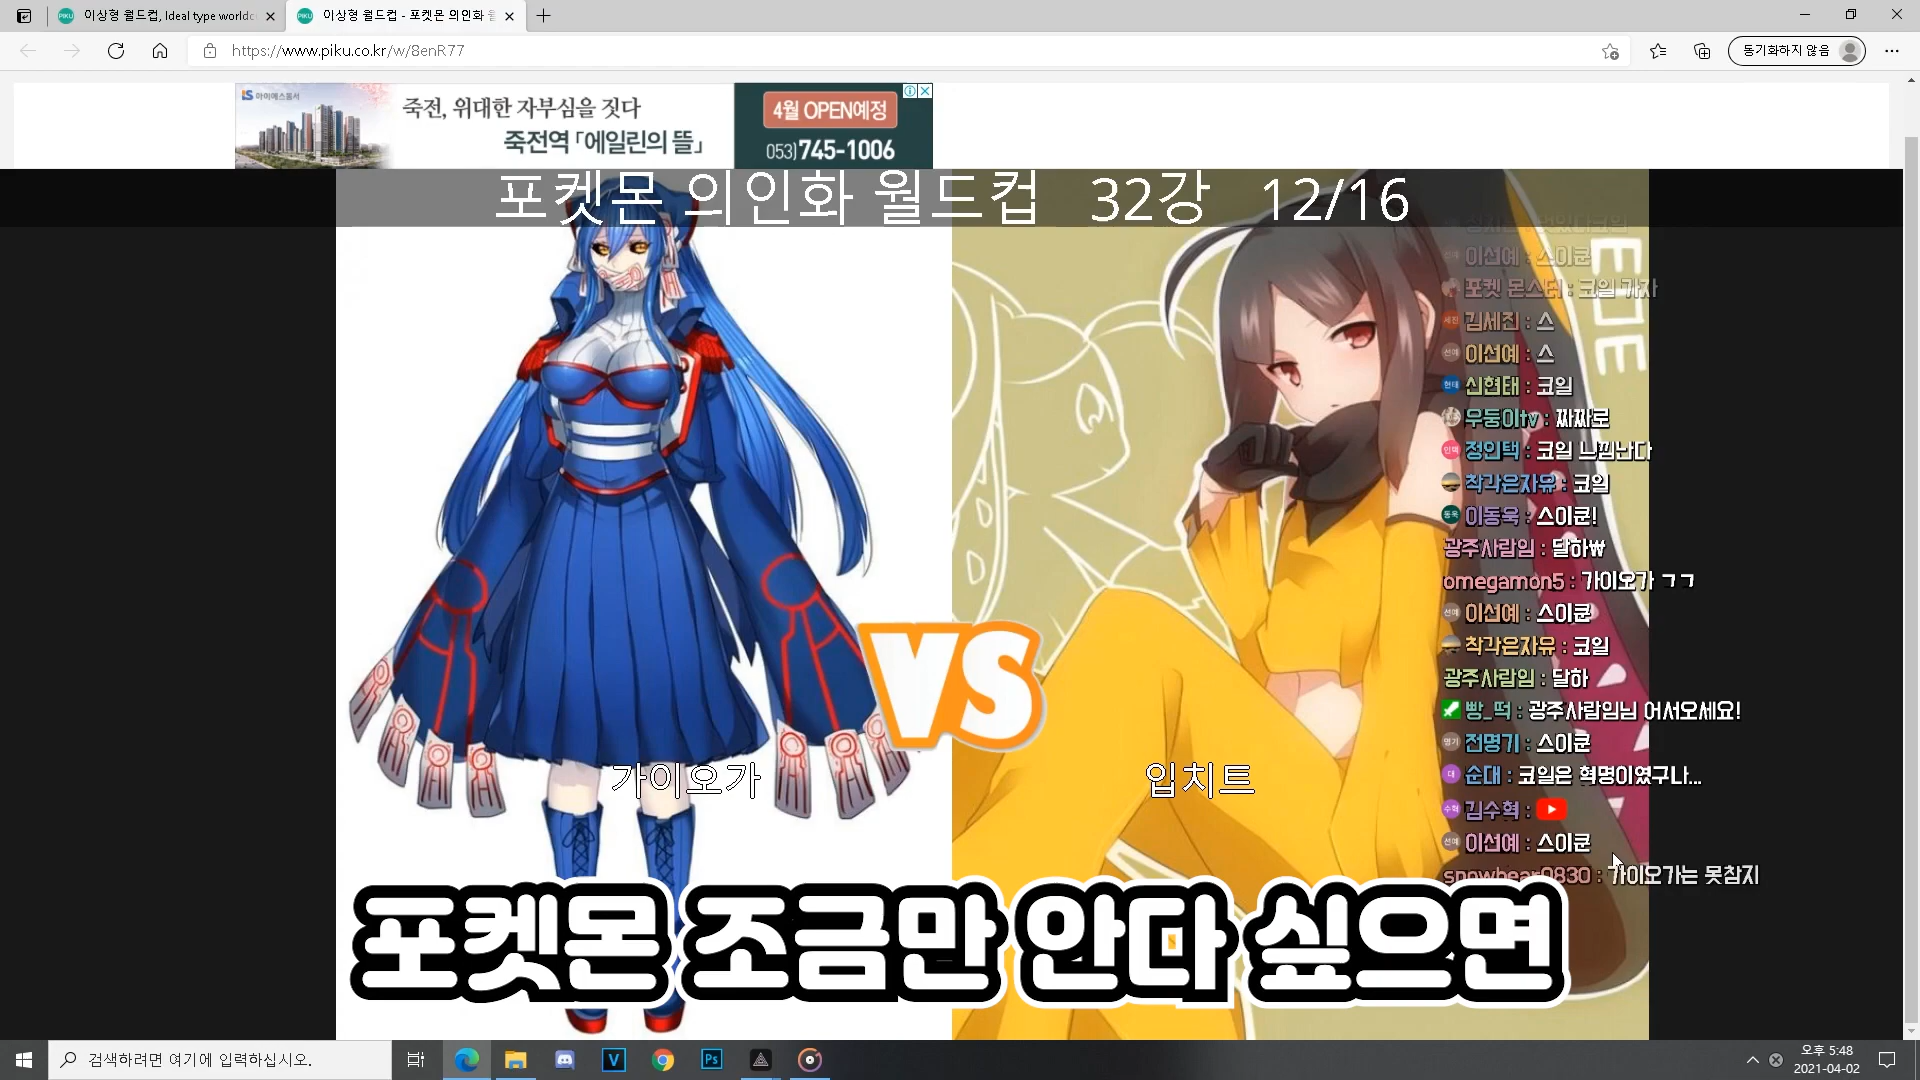 이상형 월드컵, Ideal type worldc
이상형 월드컵 - 포켓몬 의인화 월
https://www.piku.co.kr/w/8enR77
동기화하지 않음
아이에스동서
죽전, 위대한 자부심을 짓다
죽전역 「에일린의 뜰」
4월 OPEN예정
053)745-1006
포켓몬 의인화 월드컵 32강 12/16
이선예 : 스이쿤
포켓 몬스터 : 코일 가자
김세진 : 스
이선예 : 스
신현태 : 코일
우둥이tv : 짜짜로
정인택 : 코일 느낌난다
착각은자유 : 코일
이동욱 : 스이쿤!
광주사람임 : 달하₩
omegamon5 : 가이오가 ㄱㄱ
이선예 : 스이쿤
착각은자유 : 코일
광주사람임 : 달하
빵_떡 : 광주사람임님 어서오세요!
전명기 : 스이쿤
순대 : 코일은 혁명이였구나...
김수혁 :
이선예 : 스이쿤
snowbear0830 : 가이오가는 못참지
VS
가이오가
입치트
포켓몬 조금만 안다 싶으면
검색하려면 여기에 입력하십시오.
오후 5:48
2021-04-02